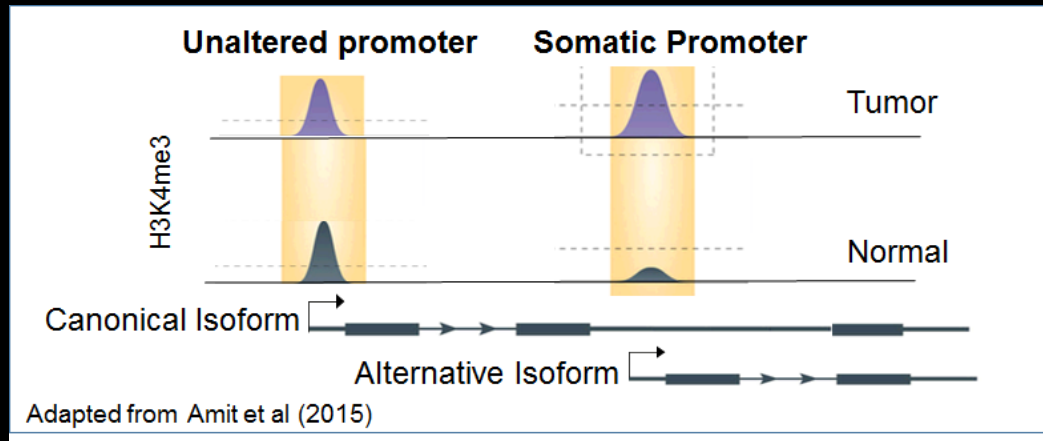 Unaltered promoter
Somatic Promoter
Tumor
H3K4me3
Normal
Canonical Isoform
Alternative Isoform
Adapted from Amit et al (2015)